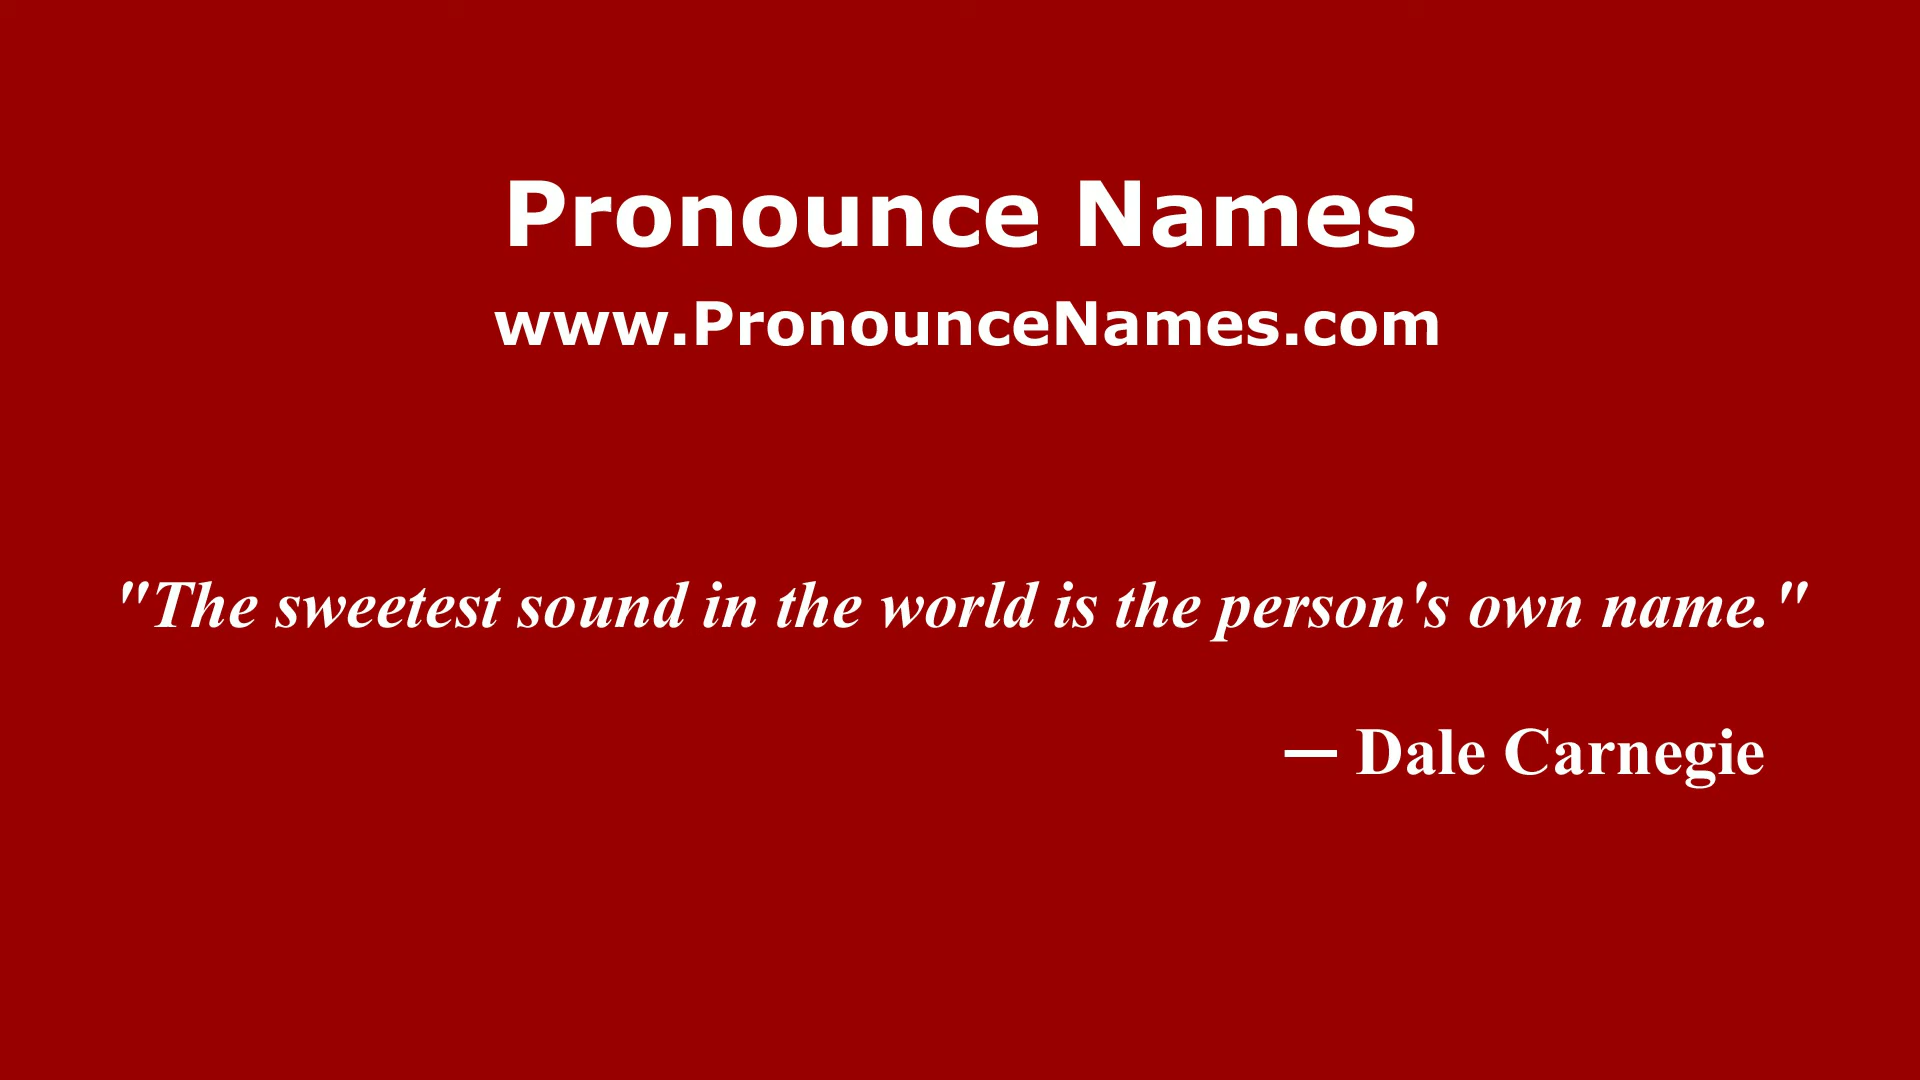 Pronounce Names
www.PronounceNames.com
"The sweetest sound in the world is the person's own name."
— Dale Carnegie